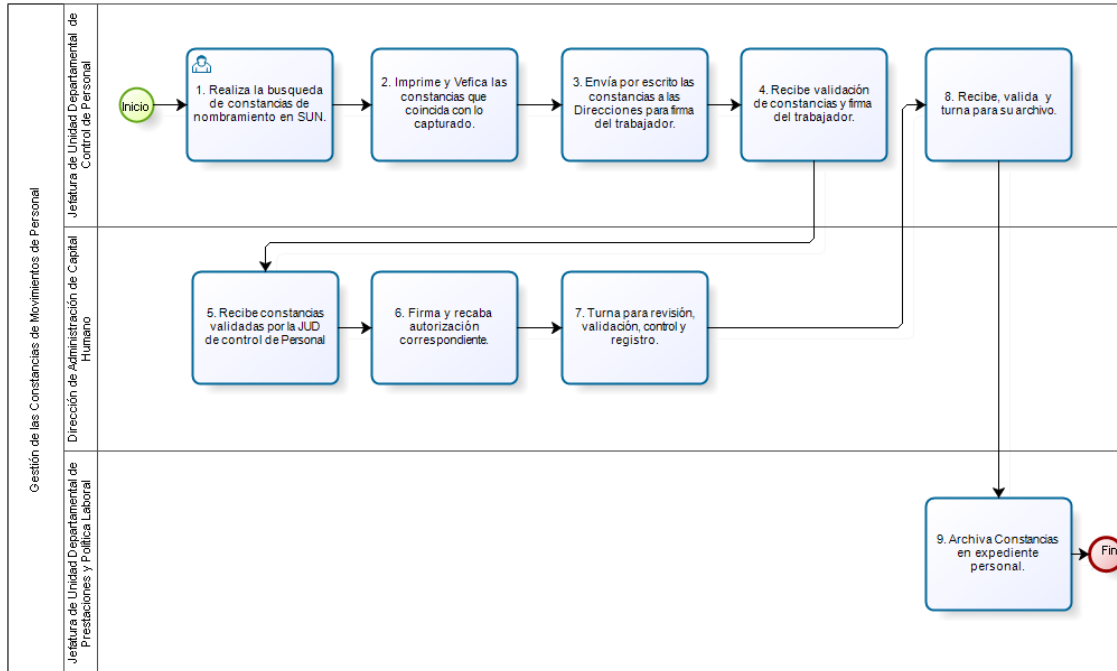 Gestión de las Constancias de Movimientos de Personal
Jefatura de Unidad Departamental de
Control de Personal
Inicio
1. Realiza la busqueda
de constancias de
nombramiento en SUN.
2. Imprime y Vefica las
constancias que
coincida con lo
capturado.
3. Envía por escrito las
constancias a las
Direcciones para firma
del trabajador.
4. Recibe validación
de constancias y firma
del trabajador.
8. Recibe, valida y
turna para su archivo.
Dirección de Administración de Capital
Humano
5. Recibe constancias
validadas por la JUD
de control de Personal
6. Firma y recaba
autorización
correspondiente.
7. Turna para revisión,
validación, control y
registro.
Jefatura de Unidad Departamental de
Prestaciones y Política Laboral
9. Archiva Constancias
en expediente
personal.
Fin